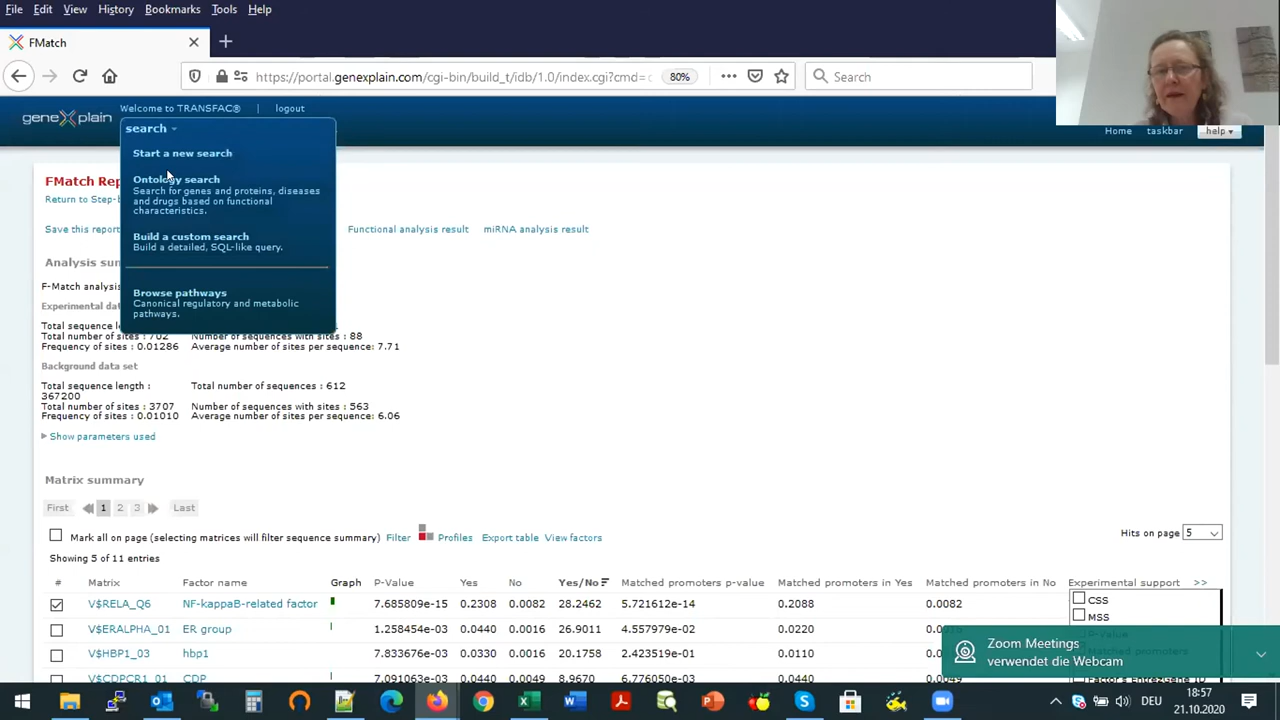 File Edit View History Bookmarks Tools Help
FMatch
https://portal.genexplain.com/cgi-bin/build_t/idb/1.0/index.cgi?cmd=
80%
Search
geneXplain
Welcome to TRANSFAC® | logout
search
Home taskbar help
Start a new search
Ontology search
Search for genes and proteins, diseases
and drugs based on functional
characteristics.
Build a custom search
Build a detailed, SQL-like query.
Browse pathways
Canonical regulatory and metabolic
pathways.
FMatch Rep
Return to Step-b
Save this report Functional analysis result miRNA analysis result
Analysis sum
F-Match analysis
Experimental da
Total sequence le
Total number of sites : 702 Number of sequences with sites : 88
Frequency of sites : 0.01286 Average number of sites per sequence: 7.71
Background data set
Total sequence length : Total number of sequences : 612
367200
Total number of sites : 3707 Number of sequences with sites : 563
Frequency of sites : 0.01010 Average number of sites per sequence: 6.06
Show parameters used
Matrix summary
First 1 2 3 Last
Mark all on page (selecting matrices will filter sequence summary) Filter Profiles Export table View factors
Hits on page 5
Showing 5 of 11 entries
# Matrix Factor name Graph P-Value Yes No Yes/No Matched promoters p-value Matched promoters in Yes Matched promoters in No Experimental support >>
V$RELA_Q6 NF-kappaB-related factor 7.685809e-15 0.2308 0.0082 28.2462 5.721612e-14 0.2088 0.0082 CSS
MSS
V$ERALPHA_01 ER group 1.258454e-03 0.0440 0.0016 26.9011 4.557979e-02 0.0220
V$HBP1_03 hbp1 7.833676e-03 0.0330 0.0016 20.1758 2.423519e-01 0.0110
V$CDPCR1_01 CDP 7.091063e-03 0.0440 0.0049 8.9670 6.776050e-03 0.0440 0.0049
Zoom Meetings
verwendet die Webcam
DEU
18:57
21.10.2020